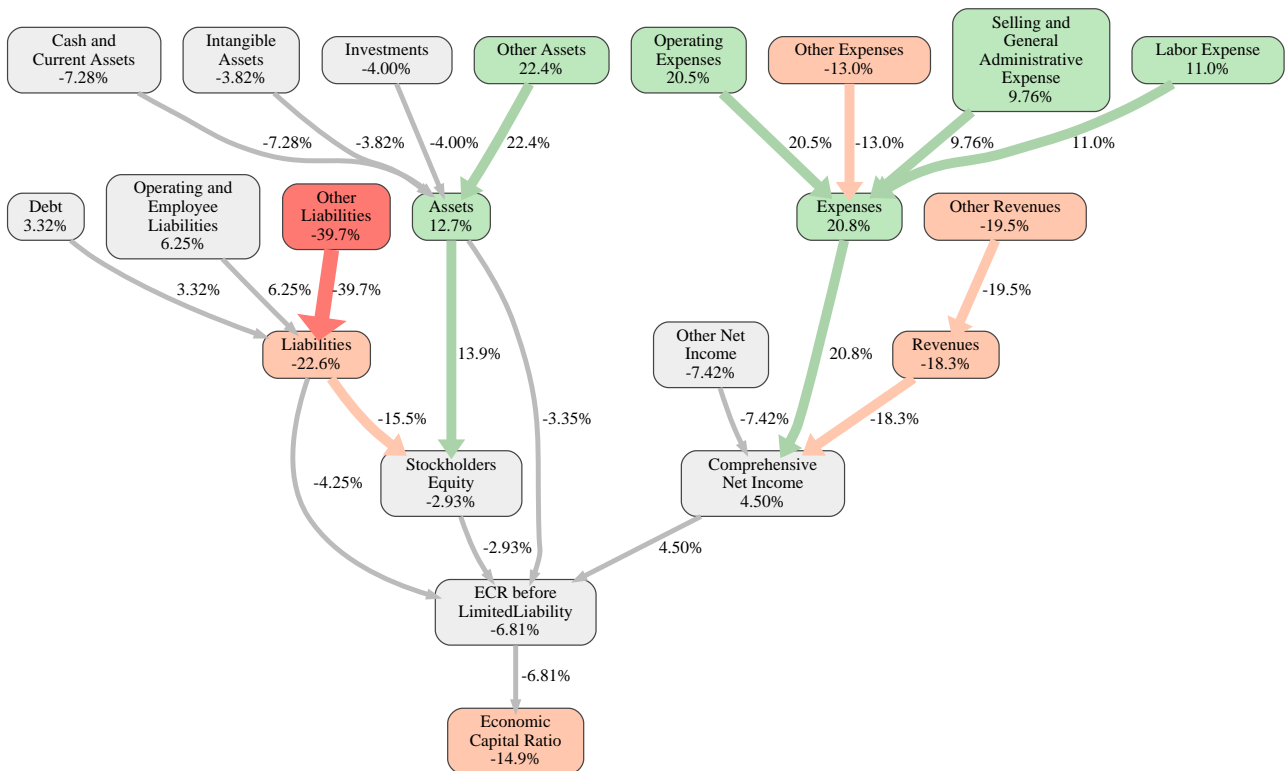 Cash and
Current Assets
-7.28%
Intangible
Assets
-3.82%
Investments
-4.00%
Other Assets
22.4%
Operating
Expenses
20.5%
Other Expenses
-13.0%
Selling and
General
Administrative
Expense
9.76%
Labor Expense
11.0%
-7.28%
-3.82%
-4.00%
22.4%
20.5%
-13.0%
9.76%
11.0%
Debt
3.32%
Operating and
Employee
Liabilities
6.25%
Other
Liabilities
-39.7%
Assets
12.7%
Expenses
20.8%
Other Revenues
-19.5%
3.32%
6.25%
-39.7%
-19.5%
Liabilities
-22.6%
13.9%
Other Net
Income
-7.42%
20.8%
Revenues
-18.3%
-15.5%
-3.35%
-7.42%
-18.3%
-4.25%
Stockholders
Equity
-2.93%
Comprehensive
Net Income
4.50%
-2.93%
4.50%
ECR before
LimitedLiability
-6.81%
-6.81%
Economic
Capital Ratio
-14.9%